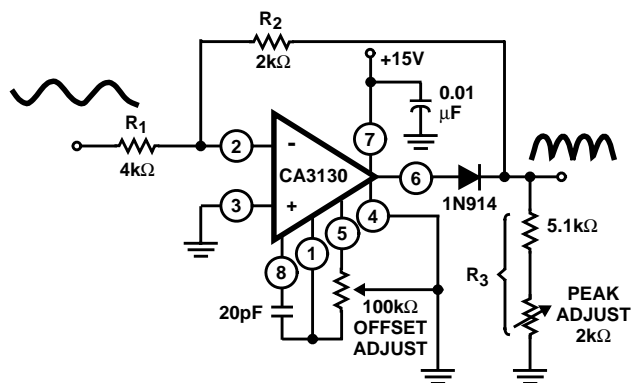 R2
2kΩ
+15V
0.01
μF
R1
4kΩ
2
-
7
CA3130
6
3
+
4
1N914
5
1
8
5.1kΩ
R3
20pF
100kΩ
OFFSET
ADJUST
PEAK
ADJUST
2kΩ